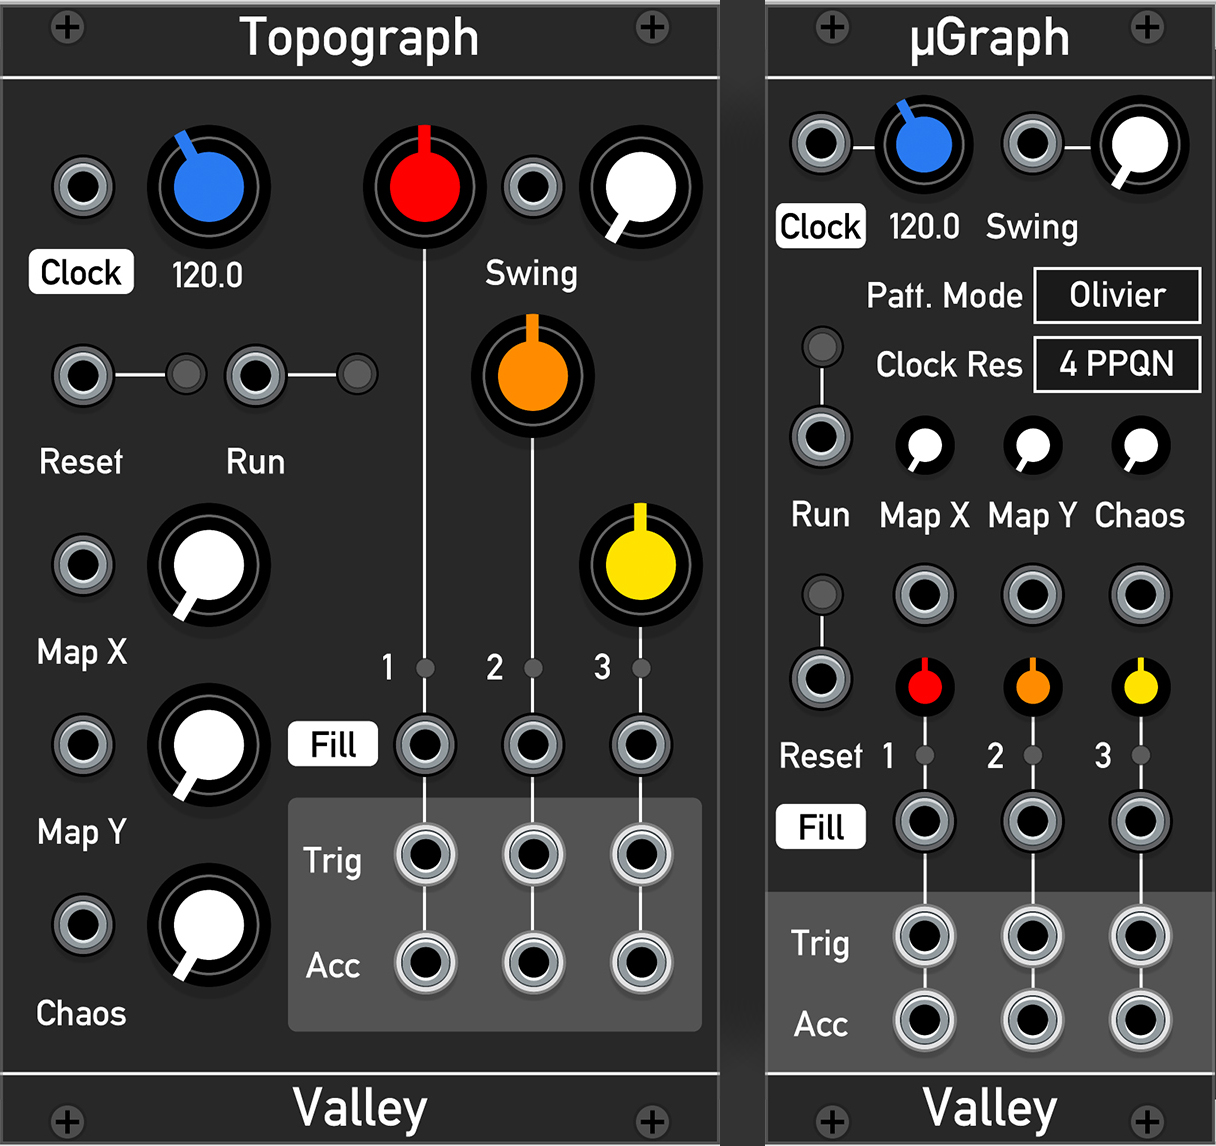 Topograph
Clock
120.0
Swing
Reset
Run
Map X
1
2
3
Fill
Map Y
Trig
Acc
Chaos
Valley
µGraph
Clock
120.0
Swing
Patt. Mode
Olivier
Clock Res
4 PPQN
Run
Map X
Map Y
Chaos
Reset
1
2
3
Fill
Trig
Acc
Valley